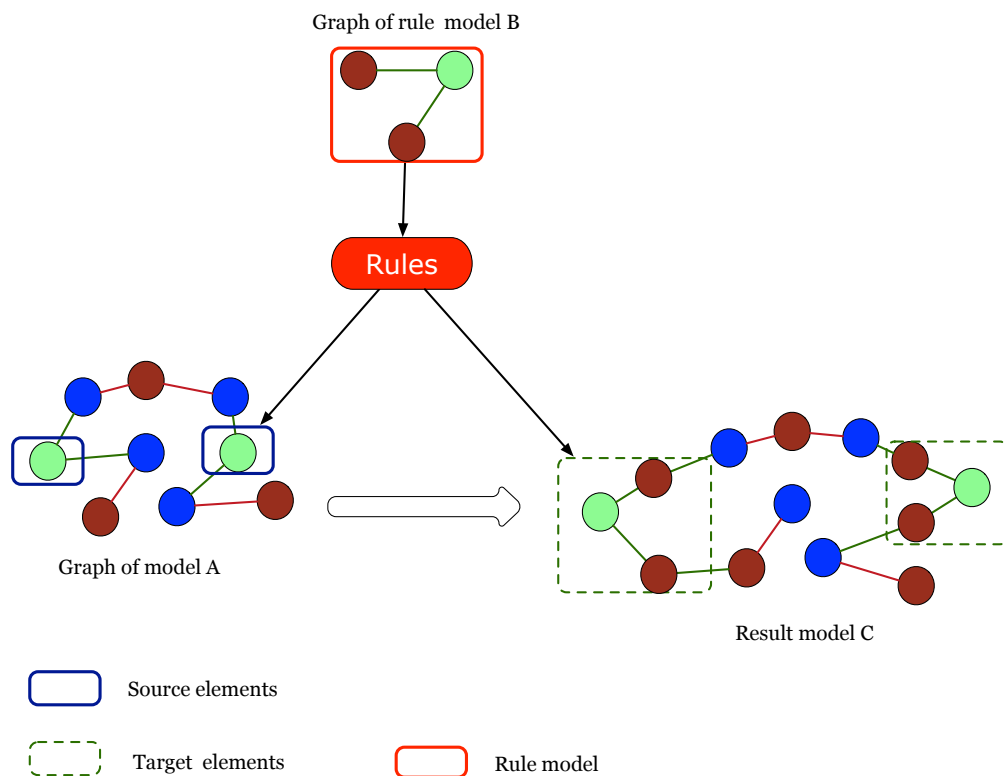 Graph of rule model B
Rules
Graph of model A
Result model C
Source elements
Target elements
Rule model